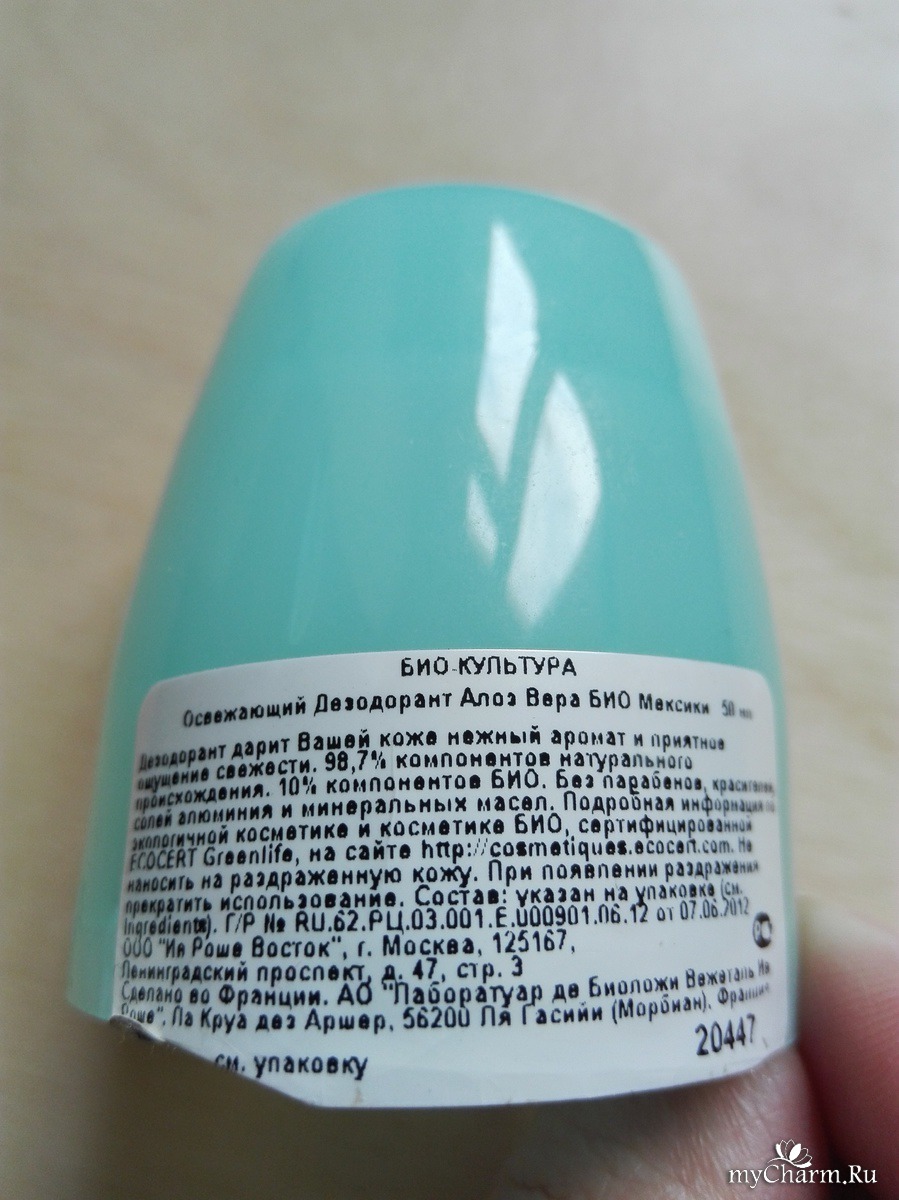 БИО-КУЛЬТУРА
Освежающий Дезодорант Алоэ Вера БИО Мексики 50 мл
Дезодорант дарит Вашей коже нежный аромат и приятное
ощущение свежести. 98,7% компонентов натурального
происхождения. 10% компонентов БИО. Без парабенов, красителей,
солей алюминия и минеральных масел. Подробная информация по
экологичной косметике и косметике БИО, сертифицированной
ECOCERT Greenlife, на сайте http://cosmetiques.ecocert.com. Не
наносить на раздраженную кожу. При появлении раздражения
прекратить использование. Состав: указан на упаковке (см.
Ingredients). Г/Р № RU.62.РЦ.03.001.Е.000901.06.12 от 07.06.2012
ООО "Ив Роше Восток", г. Москва, 125167,
Ленинградский проспект, д. 47, стр. 3
Сделано во Франции. АО "Лаборатуар де Биоложи Вежеталь Ив
Роше", Ла Круа дез Аршер, 56200 Ля Гасийи (Морбиан), Франция
20447
см. упаковку
myCharm.Ru